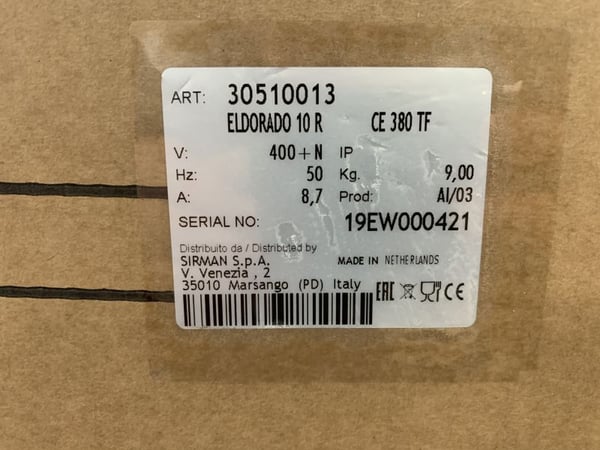 ART: 30510013
ELDORADO 10 R CE 380 TF
V: 400+N IP
Hz: 50 Kg. 9,00
A: 8,7 Prod: AI/03
SERIAL NO: 19EW000421
Distribuito da / Distributed by
SIRMAN S.p.A. MADE IN NETHERLANDS
V. Venezia , 2
35010 Marsango (PD) Italy EAC CE